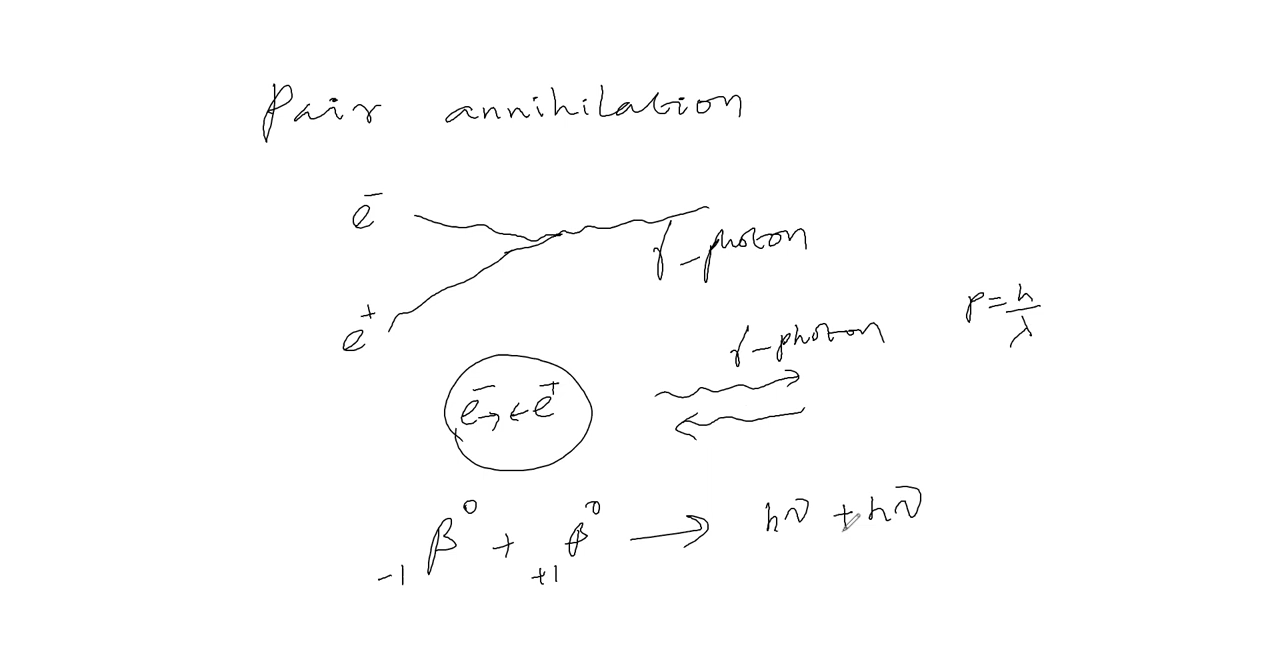 Pair annihilation
e⁻
γ-photon
e⁺
p = h/λ
γ-photon
e⁻ → ← e⁺
₋₁β⁰ + ₊₁β⁰ → hν + hν